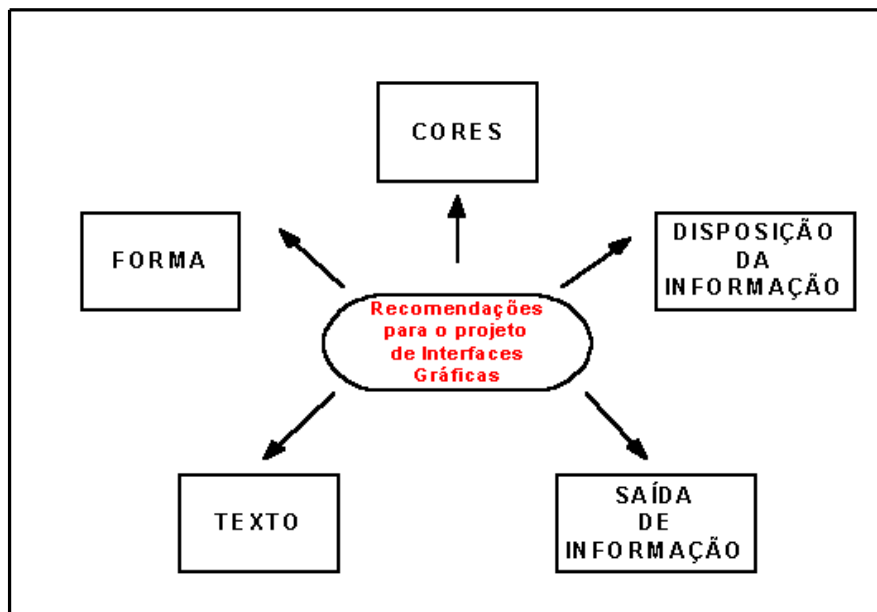 CORES
FORMA
DISPOSIÇÃO
DA
INFORMAÇÃO
Recomendações
para o projeto
de Interfaces
Gráficas
TEXTO
SAÍDA
DE
INFORMAÇÃO